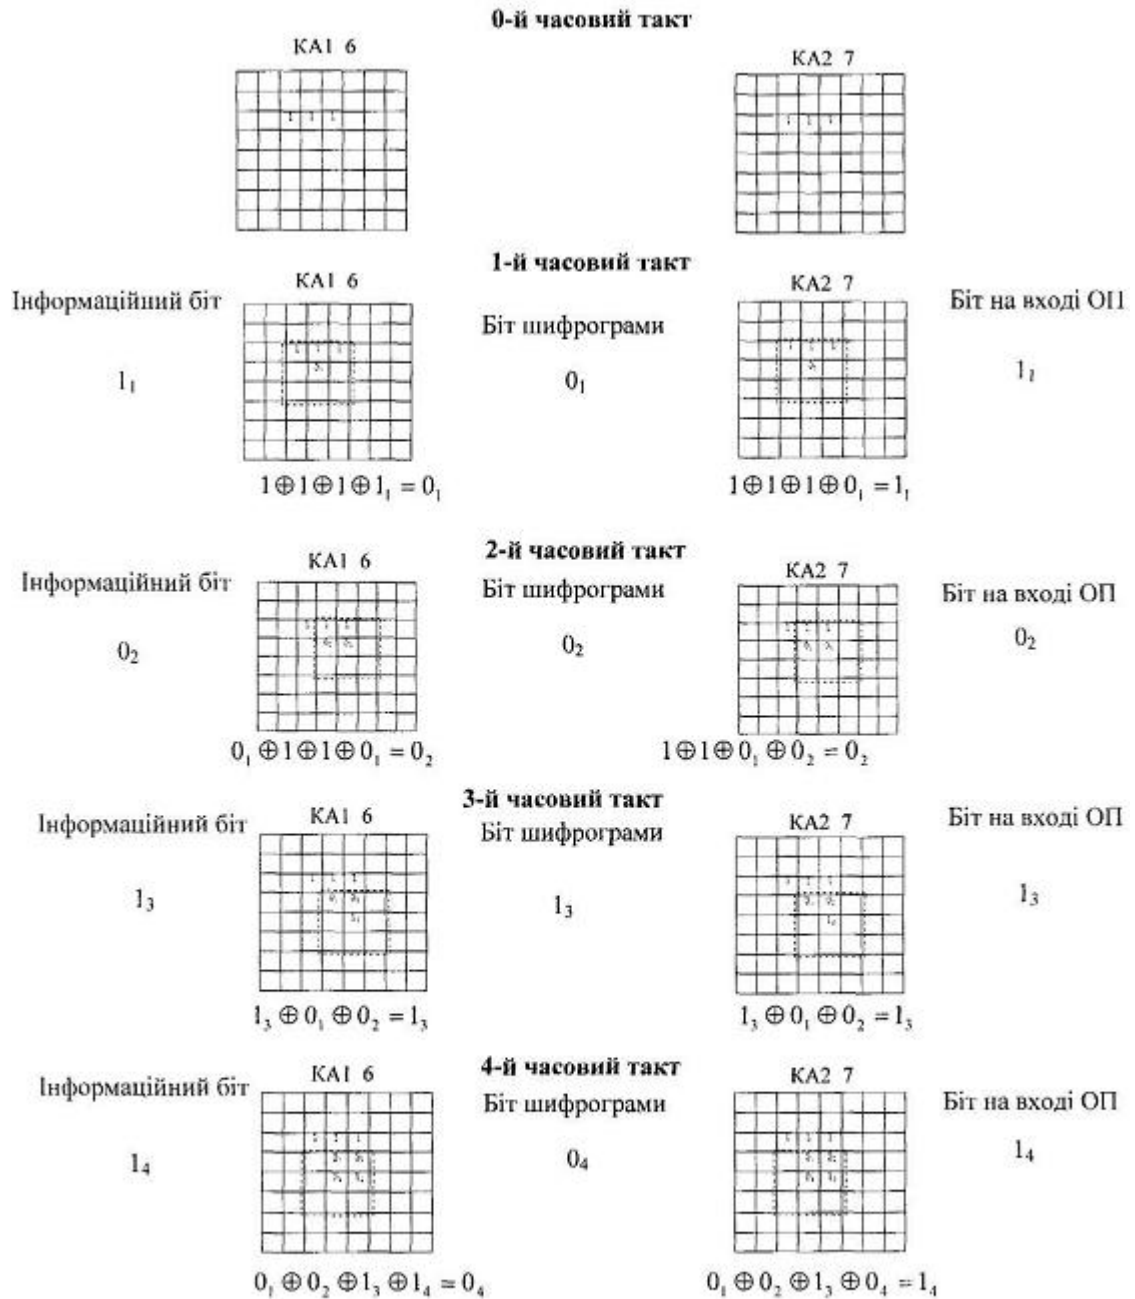 0-й часовий такт
КА1 6
КА2 7
1 1 1
1 1 1
1-й часовий такт
КА1 6
КА2 7
Інформаційний біт
Біт шифрограми
Біт на вході ОП
1₁
0₁
1₁
1⊕1⊕1⊕1₁ = 0₁
1⊕1⊕1⊕0₁ = 1₁
2-й часовий такт
КА1 6
КА2 7
Інформаційний біт
Біт шифрограми
Біт на вході ОП
0₂
0₂
0₂
0₁⊕1⊕1⊕0₁ = 0₂
1⊕1⊕0₁⊕0₂ = 0₂
3-й часовий такт
КА1 6
КА2 7
Інформаційний біт
Біт шифрограми
Біт на вході ОП
1₃
1₃
1₃
1₃⊕0₁⊕0₂ = 1₃
1₃⊕0₁⊕0₂ = 1₃
4-й часовий такт
КА1 6
КА2 7
Інформаційний біт
Біт шифрограми
Біт на вході ОП
1₄
0₄
1₄
0₁⊕0₂⊕1₃⊕1₄ = 0₄
0₁⊕0₂⊕1₃⊕0₄ = 1₄